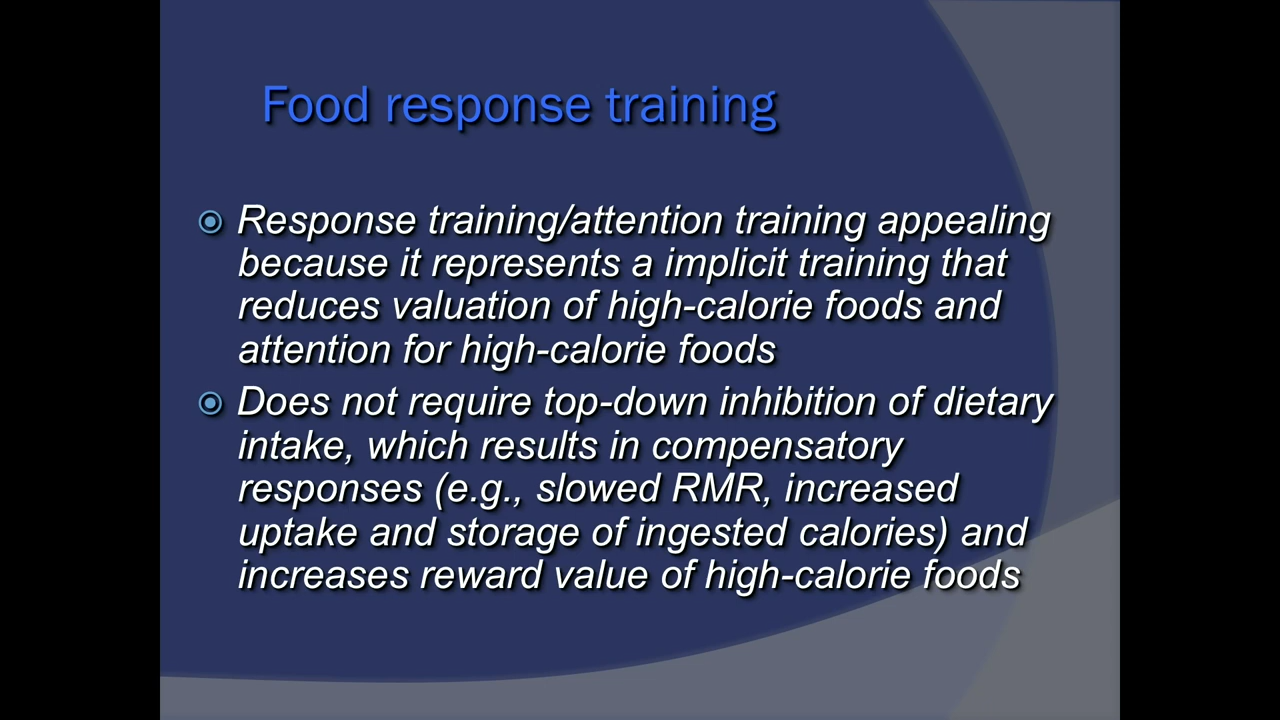 Food response training
Response training/attention training appealing
because it represents a implicit training that
reduces valuation of high-calorie foods and
attention for high-calorie foods
Does not require top-down inhibition of dietary
intake, which results in compensatory
responses (e.g., slowed RMR, increased
uptake and storage of ingested calories) and
increases reward value of high-calorie foods